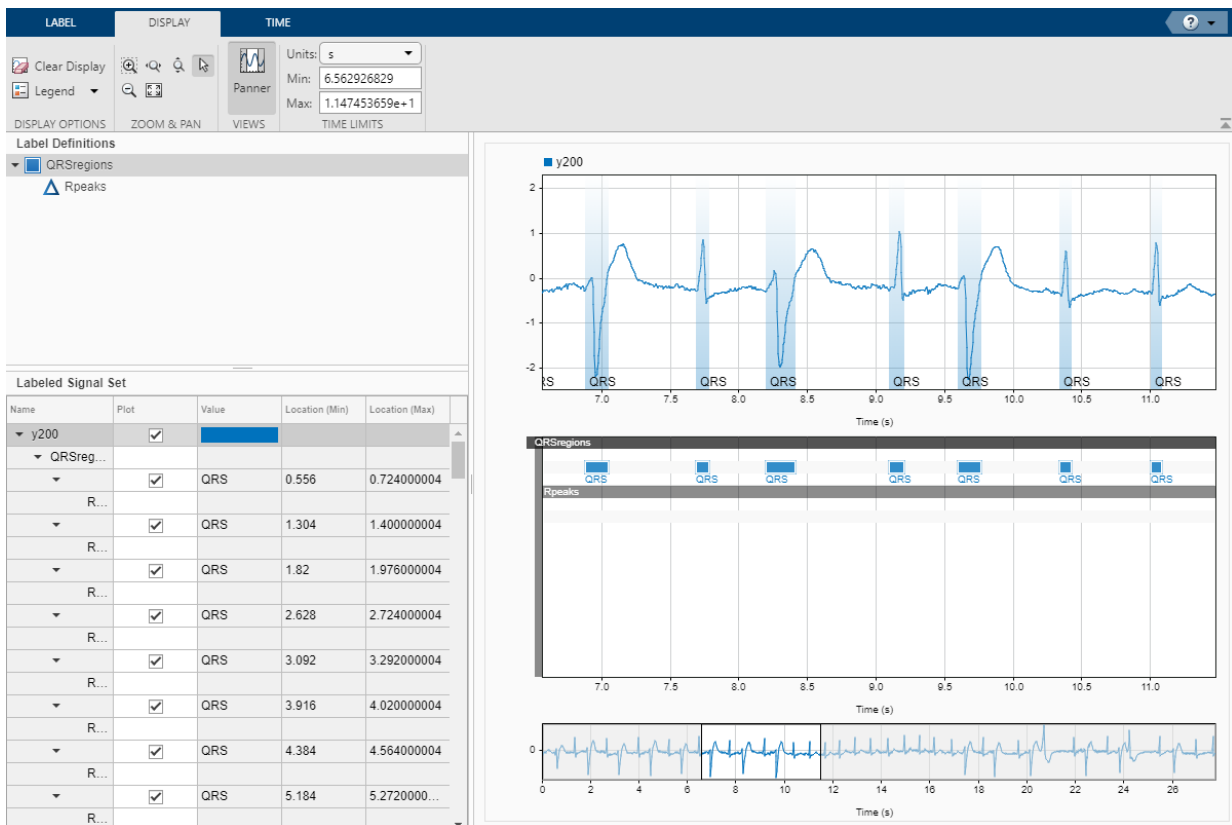 LABEL DISPLAY TIME ?
Clear Display
Legend
DISPLAY OPTIONS
ZOOM & PAN
Panner
VIEWS
Units: s
Min: 6.562926829
Max: 1.147453659e+1
TIME LIMITS
Label Definitions
QRSregions
Rpeaks
Labeled Signal Set
Name Plot Value Location (Min) Location (Max)
y200
QRSreg...
QRS 0.556 0.724000004
R...
QRS 1.304 1.400000004
R...
QRS 1.82 1.976000004
R...
QRS 2.628 2.724000004
R...
QRS 3.092 3.292000004
R...
QRS 3.916 4.020000004
R...
QRS 4.384 4.564000004
R...
QRS 5.184 5.2720000...
R...
y200
2
1
0
-1
-2
RS QRS QRS QRS QRS QRS QRS QRS
7.0 7.5 8.0 8.5 9.0 9.5 10.0 10.5 11.0
Time (s)
QRSregions
QRS QRS QRS QRS QRS QRS QRS
Rpeaks
7.0 7.5 8.0 8.5 9.0 9.5 10.0 10.5 11.0
Time (s)
0
0 2 4 6 8 10 12 14 16 18 20 22 24 26
Time (s)